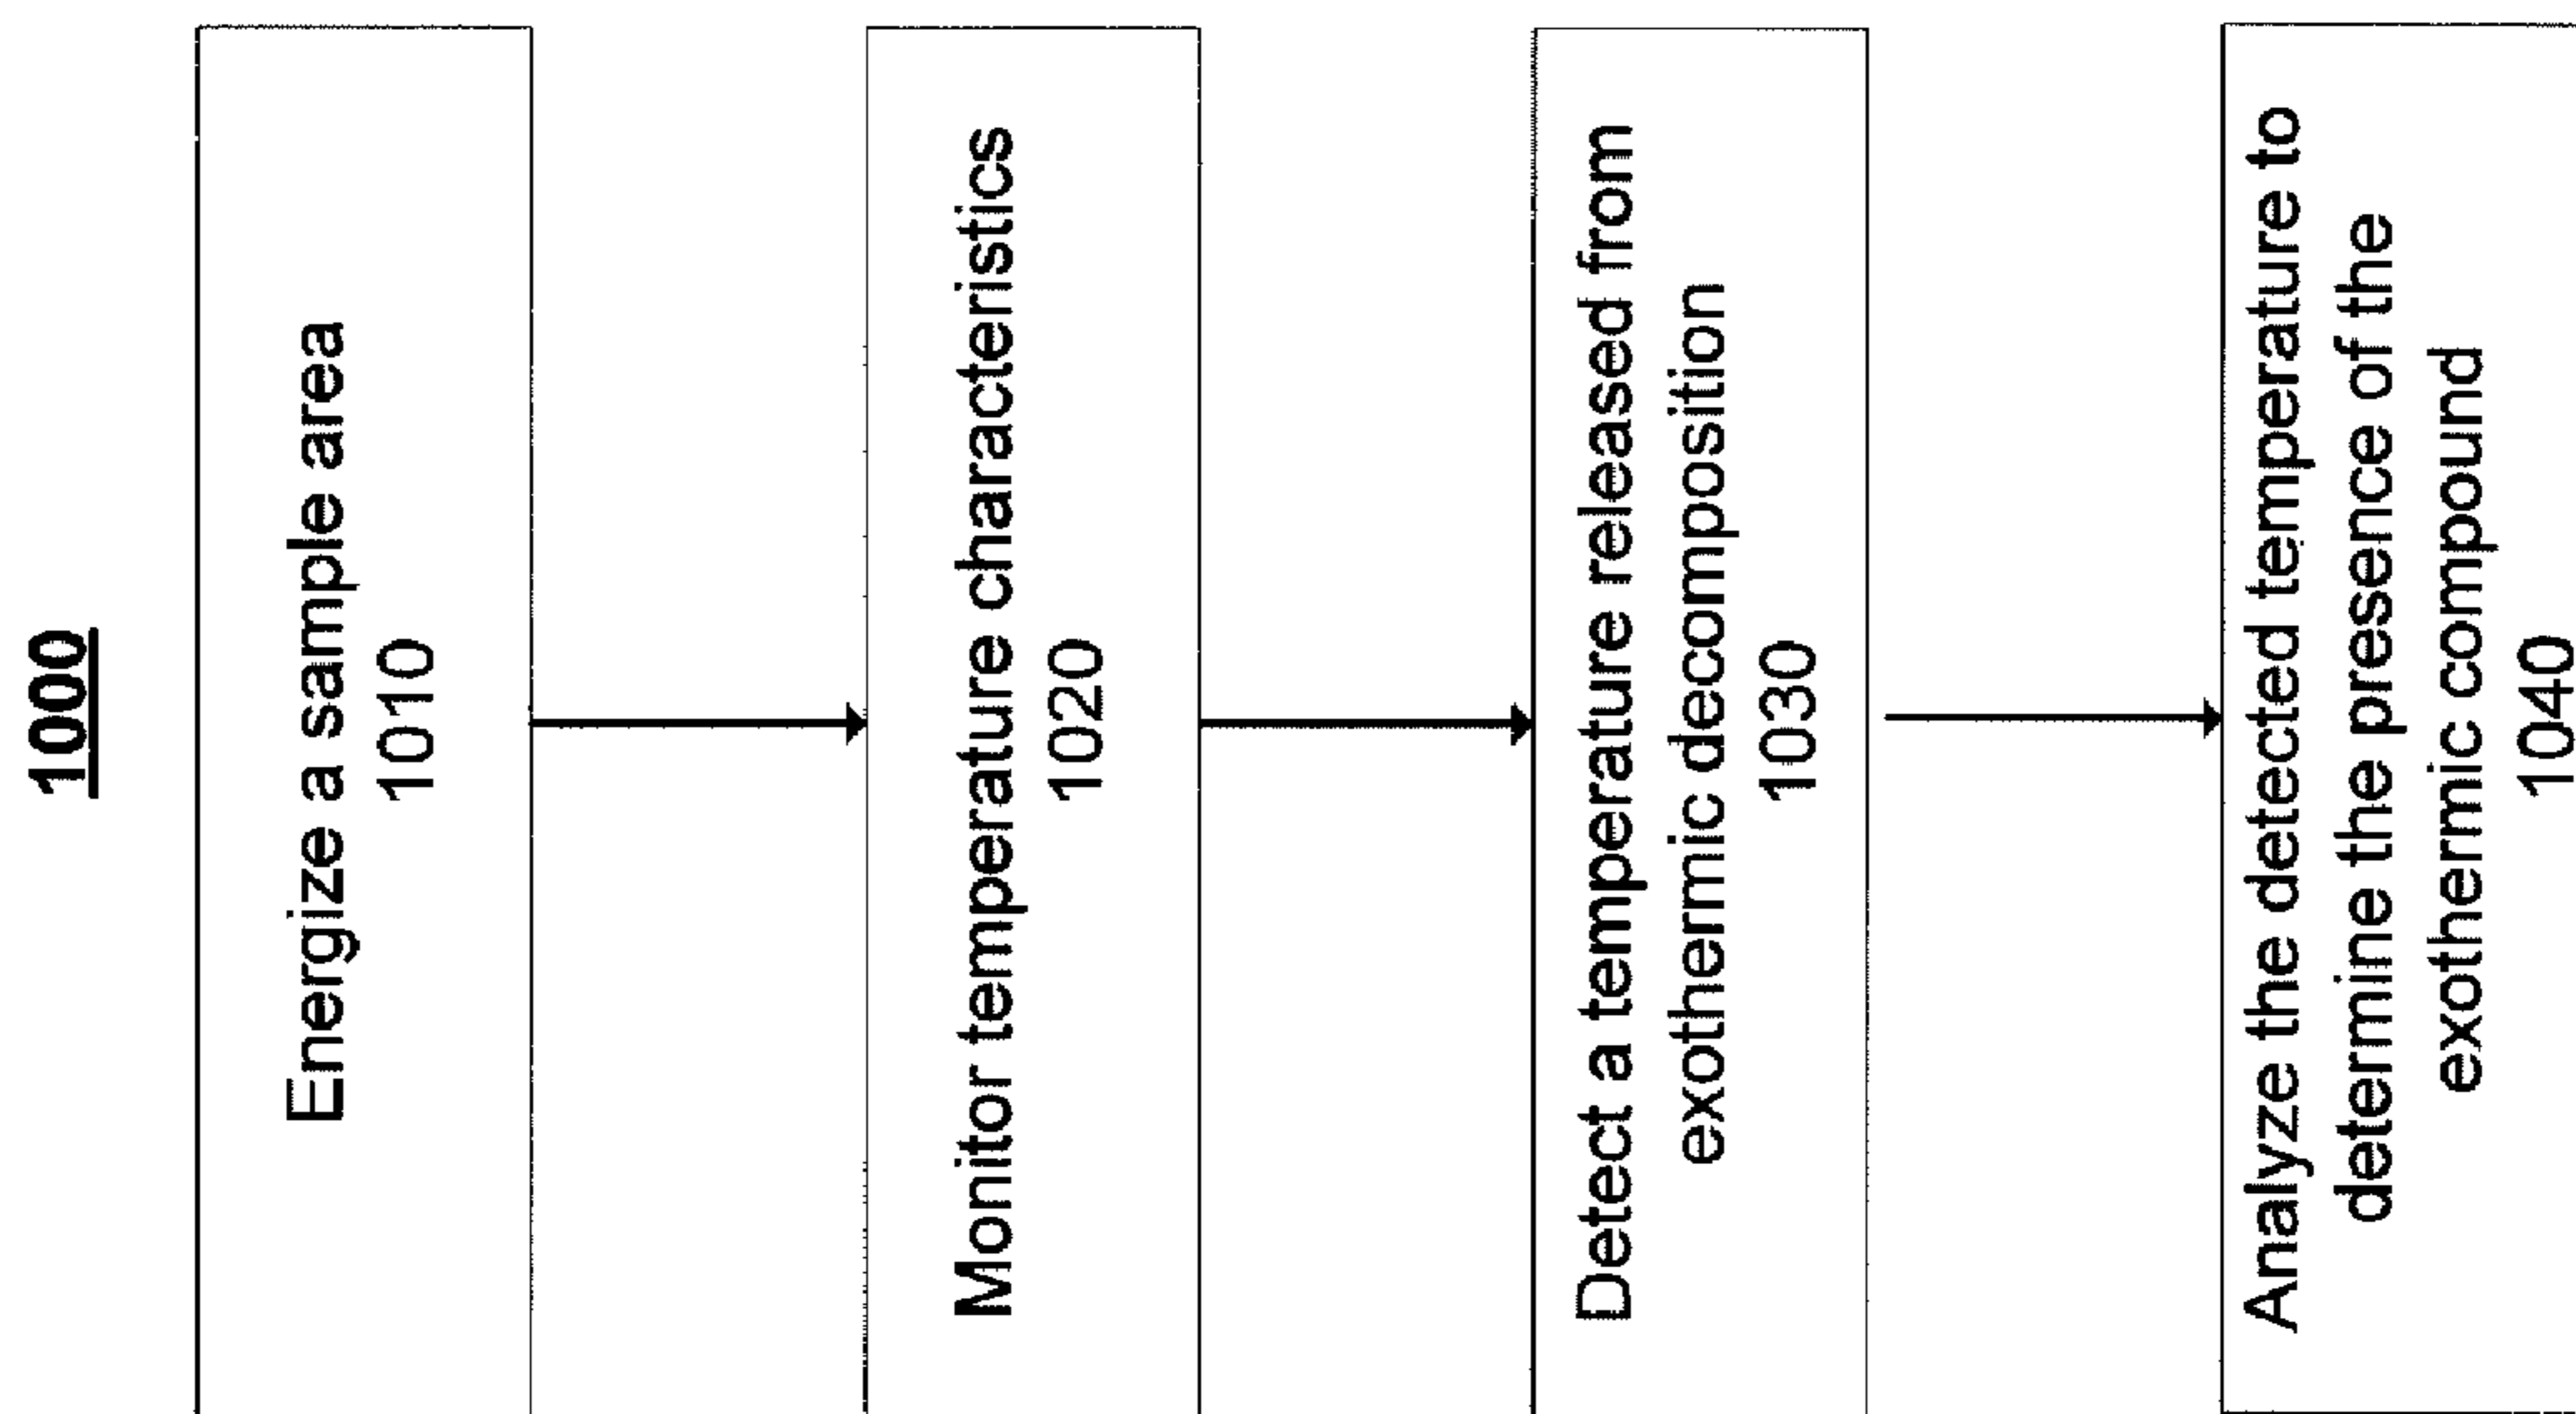 1000
Energize a sample area
1010
Monitor temperature characteristics
1020
Detect a temperature released from
exothermic decomposition
1030
Analyze the detected temperature to
determine the presence of the
exothermic compound
1040